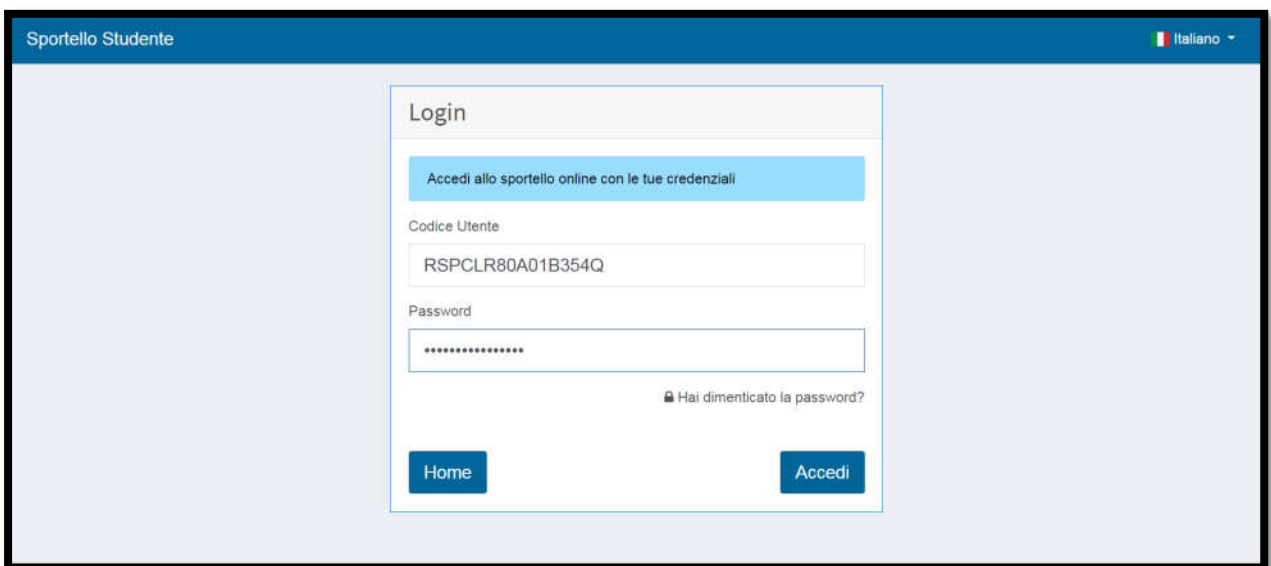 Sportello Studente
Italiano
Login
Accedi allo sportello online con le tue credenziali
Codice Utente
RSPCLR80A01B354Q
Password
••••••••••••••••
Hai dimenticato la password?
Home
Accedi